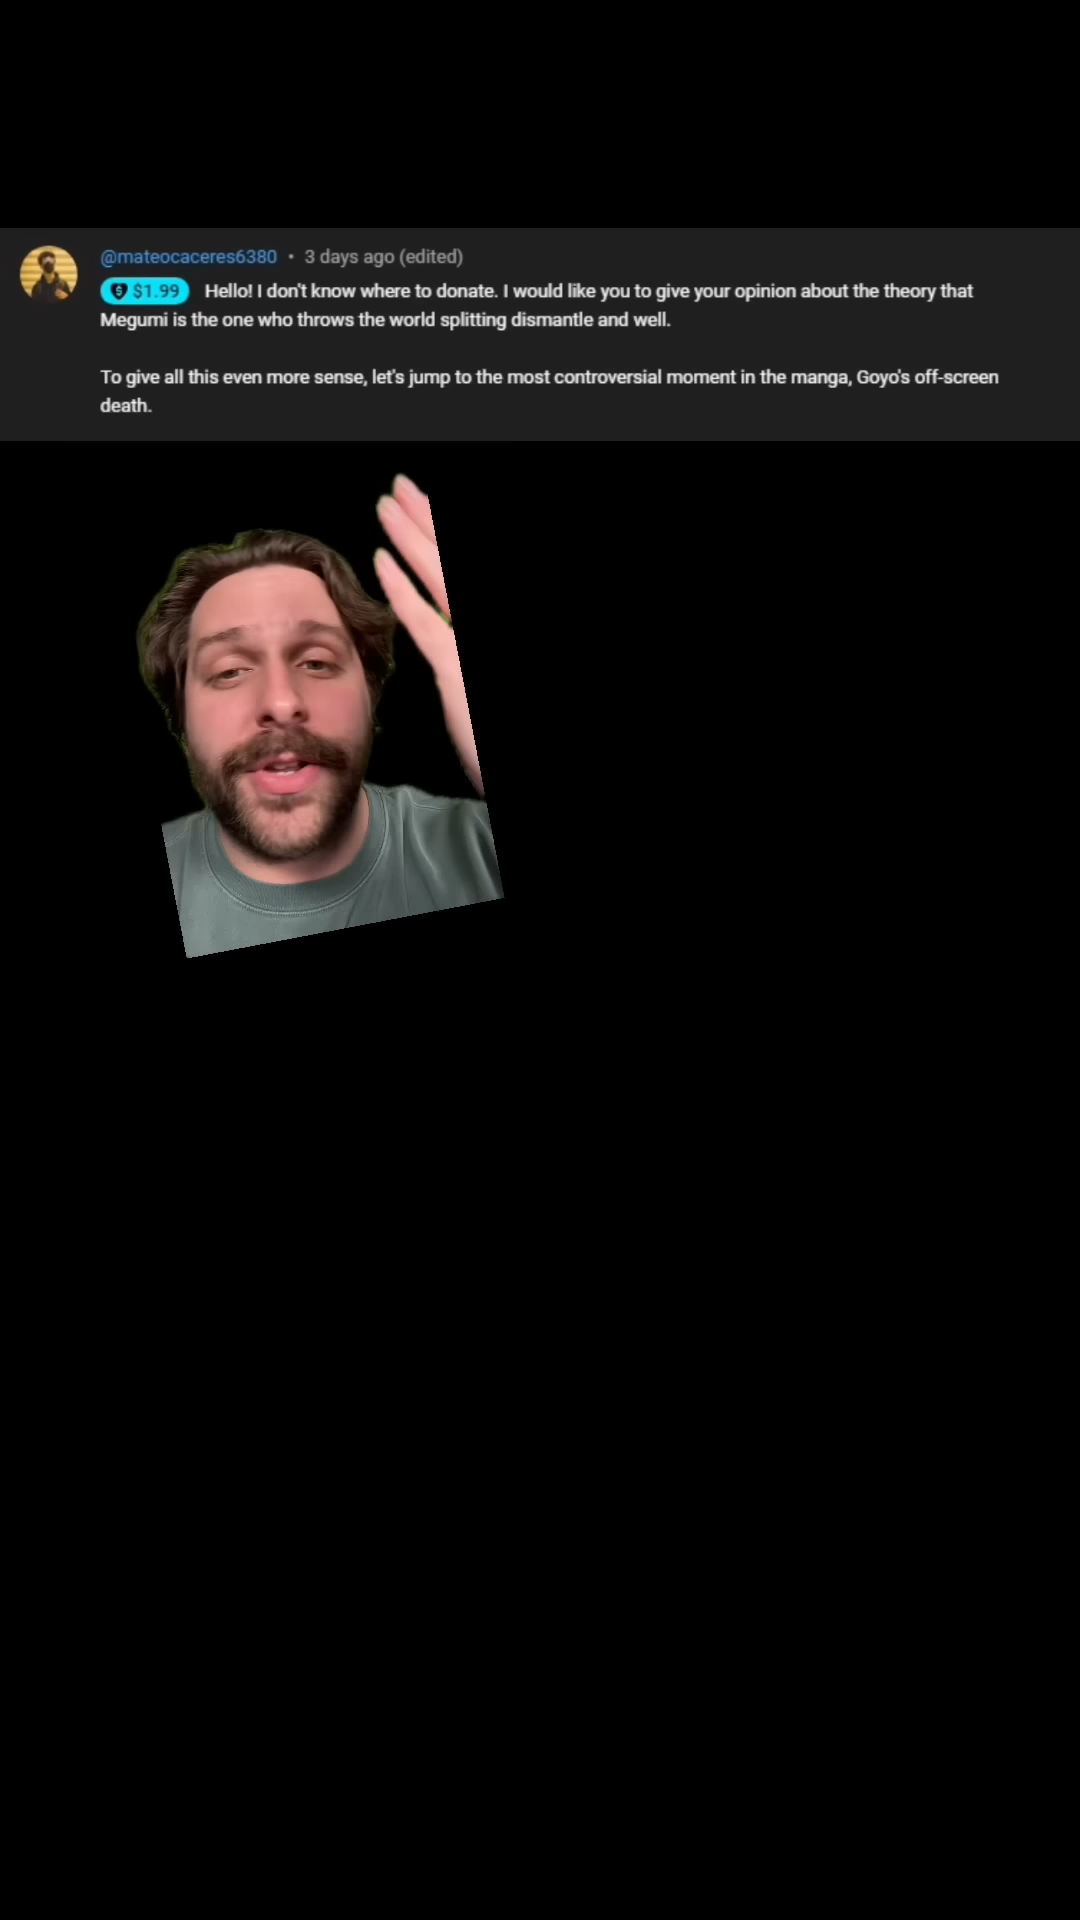 @mateocaceres6380 • 3 days ago (edited)
$1.99 Hello! I don't know where to donate. I would like you to give your opinion about the theory that
Megumi is the one who throws the world splitting dismantle and well.
To give all this even more sense, let's jump to the most controversial moment in the manga, Goyo's off-screen
death.